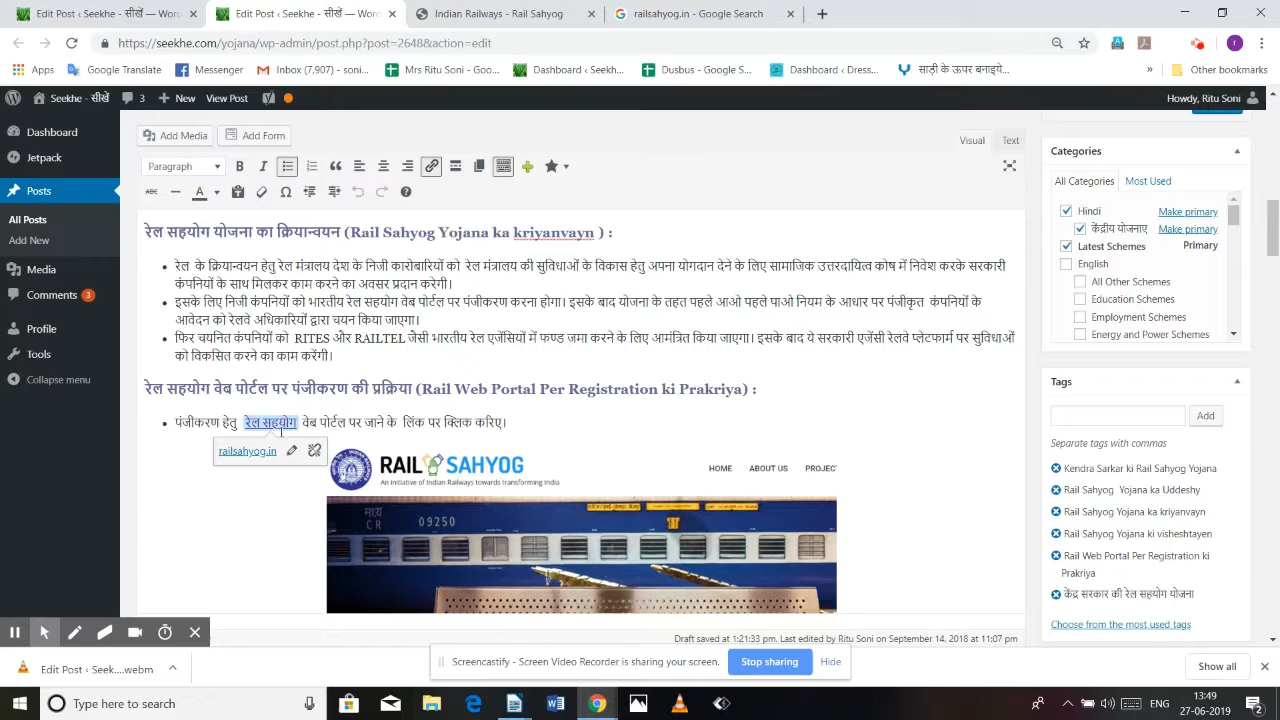 Edit Post ‹ सीखें — Wor
Edit Post ‹ सीखें — Wor
Indian Railways - Rail Sahyog
railsahyog.in - Google Search
https://seekhe.com/yojana/wp-admin/post.php?post=2648&action=edit
Apps
Google Translate
Messenger
Inbox (7,907) - soni...
Mrs Ritu Soni - Goo...
Dashboard ‹ Seekh...
Dusbus - Google S...
Dashboard ‹ Dress...
साड़ी के ऊपर बनाइये...
»
Other bookmarks
Seekhe - सीखें
3
+ New
View Post
Howdy, Ritu Soni
Dashboard
Jetpack
Posts
All Posts
Add New
Media
Comments 3
Profile
Tools
Collapse menu
Add Media
Add Form
Visual
Text
Paragraph
B
I
ABC
A
रेल सहयोग योजना का क्रियान्वयन (Rail Sahyog Yojana ka kriyanvayn ) :
• रेल के क्रियान्वयन हेतु रेल मंत्रालय देश के निजी कारोबारियों को रेल मंत्रालय की सुविधाओं के विकास हेतु अपना योगदान देने के लिए सामाजिक उत्तरदायित्व कोष में निवेश करके सरकारी
कंपनियों के साथ मिलकर काम करने का अवसर प्रदान करेगी।
• इसके लिए निजी कंपनियों को भारतीय रेल सहयोग वेब पोर्टल पर पंजीकरण करना होगा। इसके बाद योजना के तहत पहले आओ पहले पाओ नियम के आधार पर पंजीकृत कंपनियों के
आवेदन को रेलवे अधिकारियों द्वारा चयन किया जाएगा।
• फिर चयनित कंपनियों को RITES और RAILTEL जैसी भारतीय रेल एजेंसियों में फण्ड जमा करने के लिए आमंत्रित किया जाएगा। इसके बाद ये सरकारी एजेंसी रेलवे प्लेटफार्म पर सुविधाओं
को विकसित करने का काम करेंगी।
रेल सहयोग वेब पोर्टल पर पंजीकरण की प्रक्रिया (Rail Web Portal Per Registration ki Prakriya) :
• पंजीकरण हेतु रेल सहयोग वेब पोर्टल पर जाने के लिंक पर क्लिक करिए।
railsahyog.in
RAIL SAHYOG
An initiative of Indian Railways towards transforming India
HOME
ABOUT US
PROJEC
मध्य
CR
09250
Categories
All Categories
Most Used
Hindi
Make primary
केंद्रीय योजनाए
Make primary
Latest Schemes
Primary
English
All Other Schemes
Education Schemes
Employment Schemes
Energy and Power Schemes
Tags
Add
Separate tags with commas
Kendra Sarkar ki Rail Sahyog Yojana
Rail Sahyog Yojana ka Uddeshy
Rail Sahyog Yojana ka kriyanvayn
Rail Sahyog Yojana ki visheshtayen
Rail Web Portal Per Registration ki
Prakriya
केंद्र सरकार की रेल सहयोग योजना
Choose from the most used tags
Draft saved at 1:21:33 pm. Last edited by Ritu Soni on September 14, 2018 at 11:07 pm
Edit Post ‹ Seek....webm
Screencastify - Screen Video Recorder is sharing your screen.
Stop sharing
Hide
Show all
Type here to search
ENG
13:49
27-06-2019
2